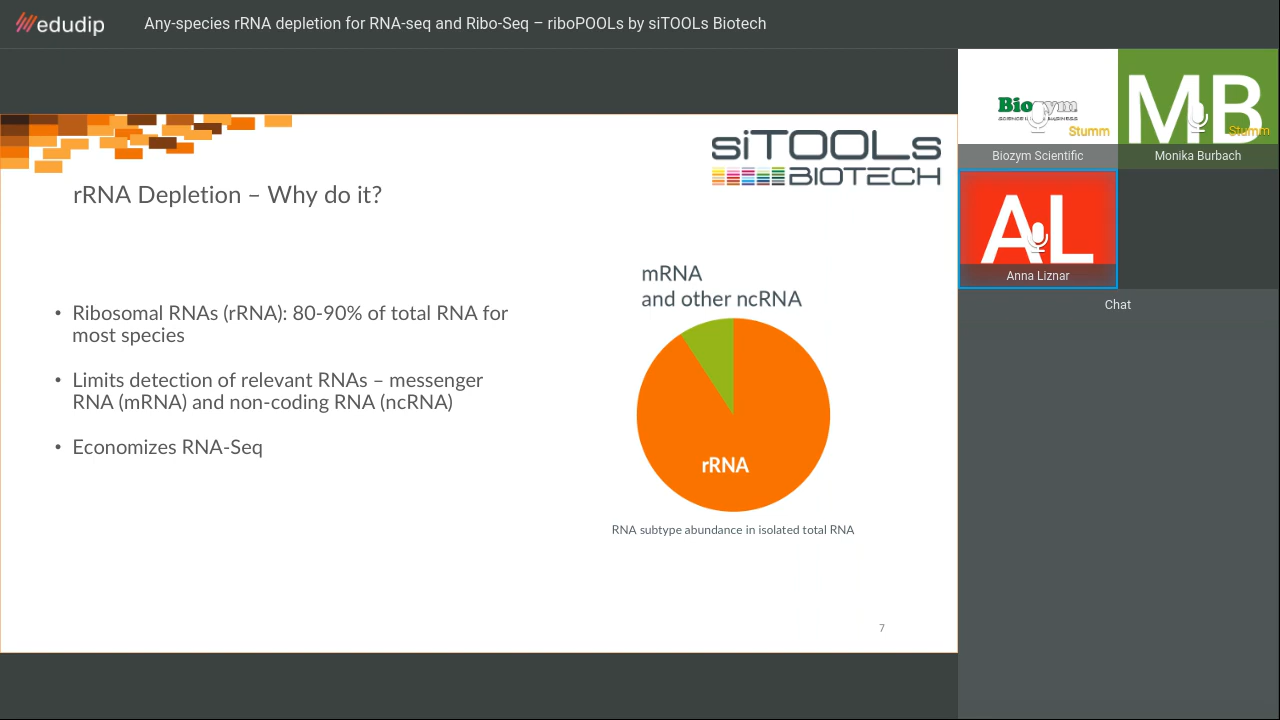 edudip
Any-species rRNA depletion for RNA-seq and Ribo-Seq – riboPOOLs by siTOOLs Biotech
siTOOLs
BIOTECH
rRNA Depletion – Why do it?
• Ribosomal RNAs (rRNA): 80-90% of total RNA for
most species
• Limits detection of relevant RNAs – messenger
RNA (mRNA) and non-coding RNA (ncRNA)
• Economizes RNA-Seq
mRNA
and other ncRNA
rRNA
RNA subtype abundance in isolated total RNA
7
Biozym
Stumm
Biozym Scientific
MB
Stumm
Monika Burbach
AL
Anna Liznar
Chat